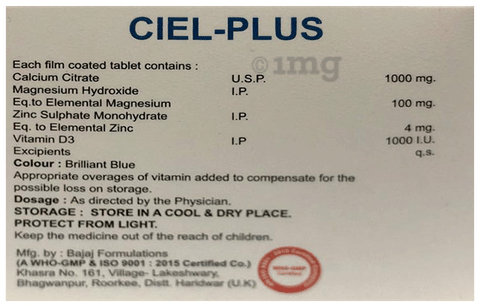 CIEL-PLUS
Each film coated tablet contains :
1mg
Calcium Citrate U.S.P. 1000 mg.
Magnesium Hydroxide I.P.
Eq.to Elemental Magnesium 100 mg.
Zinc Sulphate Monohydrate I.P.
Eq. to Elemental Zinc 4 mg.
Vitamin D3 I.P 1000 I.U.
Excipients q.s.
Colour : Brilliant Blue
Appropriate overages of vitamin added to compensate for the
possible loss on storage.
Dosage : As directed by the Physician.
STORAGE : STORE IN A COOL & DRY PLACE.
PROTECT FROM LIGHT.
Keep the medicine out of the reach of children.
Mfg. by : Bajaj Formulations
(A WHO-GMP & ISO 9001 : 2015 Certified Co.)
Khasra No. 161, Village- Lakeshwary,
Bhagwanpur, Roorkee, Distt. Haridwar (U.K)
WHO-GMP
Certified